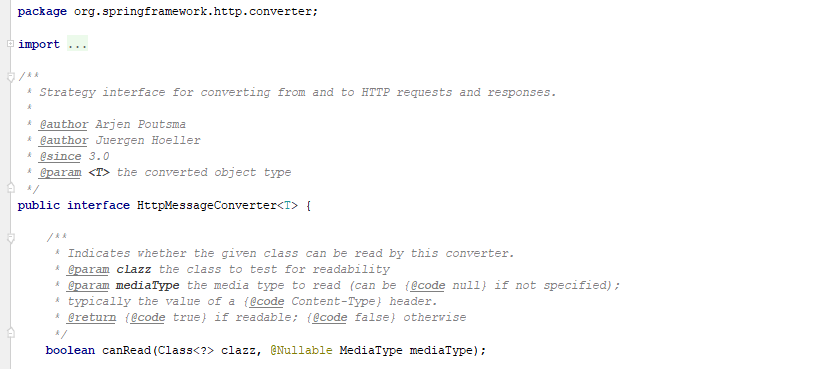 package org.springframework.http.converter;
import ...
/**
* Strategy interface for converting from and to HTTP requests and responses.
*
* @author Arjen Poutsma
* @author Juergen Hoeller
* @since 3.0
* @param <T> the converted object type
*/
public interface HttpMessageConverter<T> {
/**
* Indicates whether the given class can be read by this converter.
* @param clazz the class to test for readability
* @param mediaType the media type to read (can be {@code null} if not specified);
* typically the value of a {@code Content-Type} header.
* @return {@code true} if readable; {@code false} otherwise
*/
boolean canRead(Class<?> clazz, @Nullable MediaType mediaType);